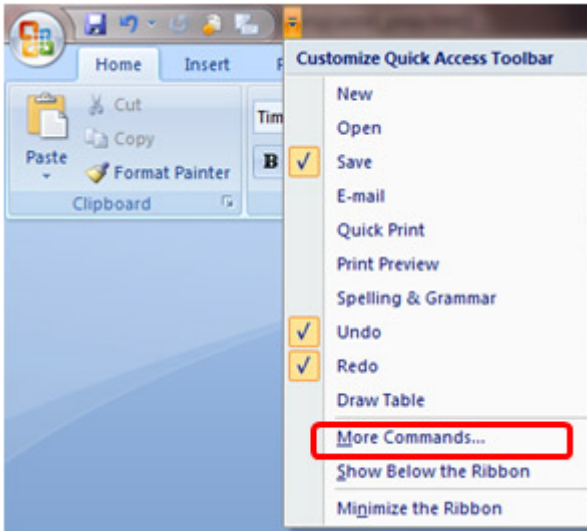 Home Insert
Customize Quick Access Toolbar
Cut
Copy
Paste
Format Painter
Clipboard
Tim
B
New
Open
Save
E-mail
Quick Print
Print Preview
Spelling & Grammar
Undo
Redo
Draw Table
More Commands...
Show Below the Ribbon
Minimize the Ribbon